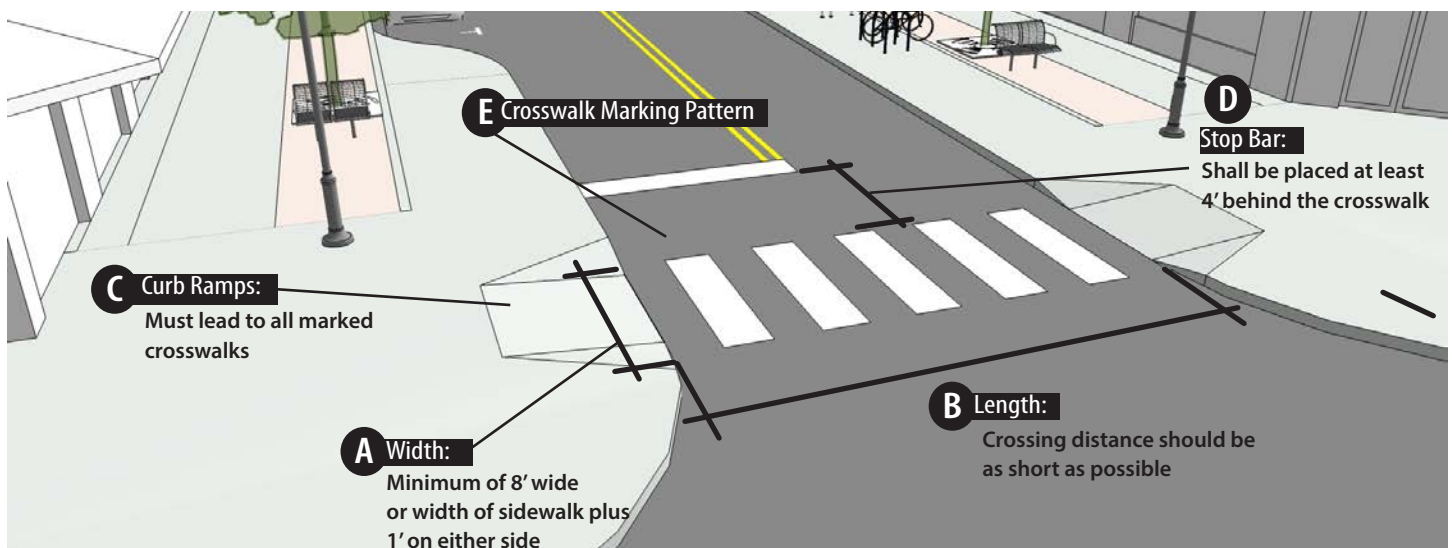 E Crosswalk Marking Pattern
D
Stop Bar:
Shall be placed at least
4’ behind the crosswalk
C Curb Ramps:
Must lead to all marked
crosswalks
A Width:
Minimum of 8’ wide
or width of sidewalk plus
1’ on either side
B Length:
Crossing distance should be
as short as possible